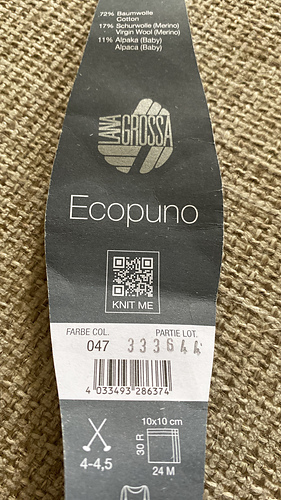 72% Baumwolle
Cotton
17% Schurwolle (Merino)
Virgin Wool (Merino)
11% Alpaka (Baby)
Alpaca (Baby)
LANA
GROSSA
Ecopuno
KNIT ME
FARBE COL. PARTIE LOT.
047 333644
4 033493 286374
10x10 cm
30 R
4-4,5
24 M